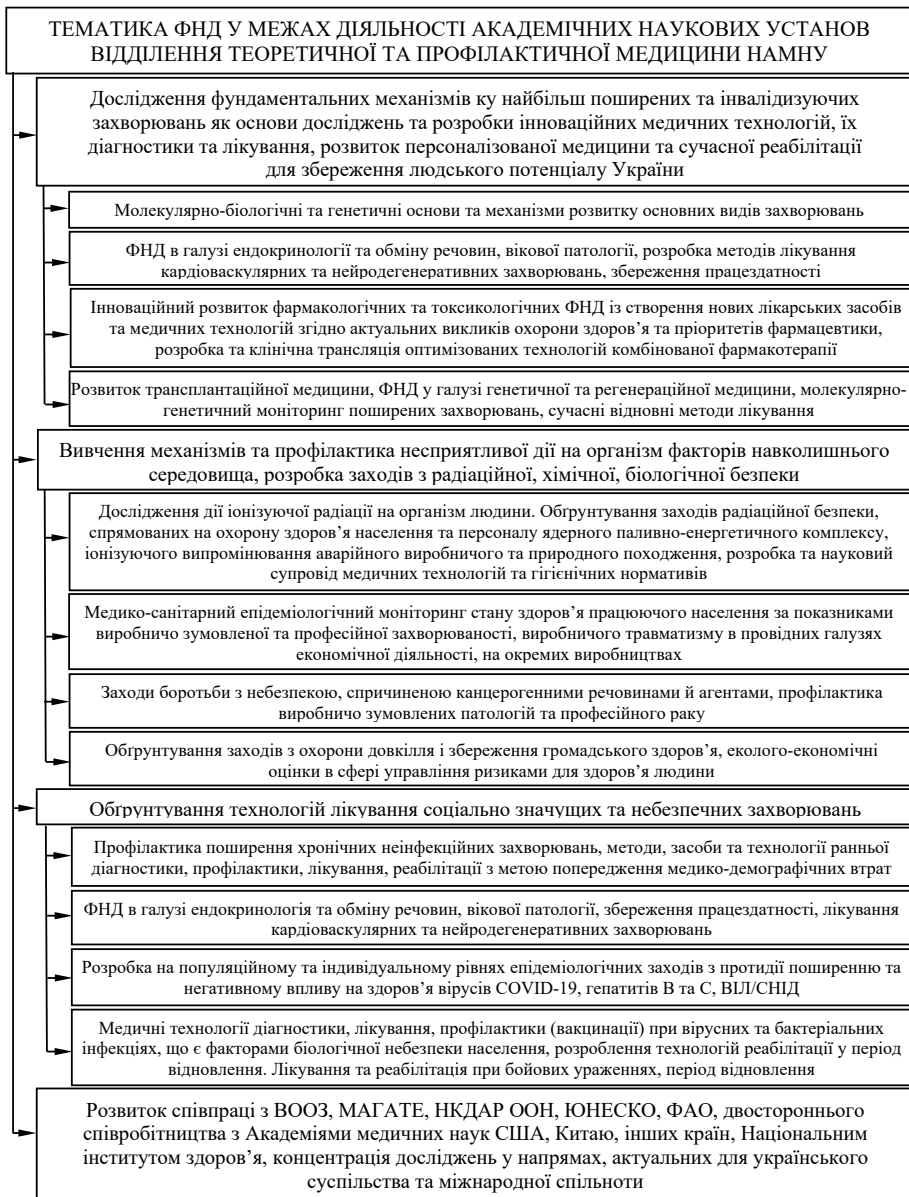 ТЕМАТИКА ФНД У МЕЖАХ ДІЯЛЬНОСТІ АКАДЕМІЧНИХ НАУКОВИХ УСТАНОВ
ВІДДІЛЕННЯ ТЕОРЕТИЧНОЇ ТА ПРОФІЛАКТИЧНОЇ МЕДИЦИНИ НАМНУ
Дослідження фундаментальних механізмів ку найбільш поширених та інвалідизуючих
захворювань як основи досліджень та розробки інноваційних медичних технологій, їх
діагностики та лікування, розвиток персоналізованої медицини та сучасної реабілітації
для збереження людського потенціалу України
Молекулярно-біологічні та генетичні основи та механізми розвитку основних видів захворювань
ФНД в галузі ендокринології та обміну речовин, вікової патології, розробка методів лікування
кардіоваскулярних та нейродегенеративних захворювань, збереження працездатності
Інноваційний розвиток фармакологічних та токсикологічних ФНД із створення нових лікарських засобів
та медичних технологій згідно актуальних викликів охорони здоров’я та пріоритетів фармацевтики,
розробка та клінічна трансляція оптимізованих технологій комбінованої фармакотерапії
Розвиток трансплантаційної медицини, ФНД у галузі генетичної та регенераційної медицини, молекулярно-
генетичний моніторинг поширених захворювань, сучасні відновні методи лікування
Вивчення механізмів та профілактика несприятливої дії на організм факторів навколишнього
середовища, розробка заходів з радіаційної, хімічної, біологічної безпеки
Дослідження дії іонізуючої радіації на організм людини. Обґрунтування заходів радіаційної безпеки,
спрямованих на охорону здоров’я населення та персоналу ядерного паливно-енергетичного комплексу,
іонізуючого випромінювання аварійного виробничого та природного походження, розробка та науковий
супровід медичних технологій та гігієнічних нормативів
Медико-санітарний епідеміологічний моніторинг стану здоров’я працюючого населення за показниками
виробничо зумовленої та професійної захворюваності, виробничого травматизму в провідних галузях
економічної діяльності, на окремих виробництвах
Заходи боротьби з небезпекою, спричиненою канцерогенними речовинами й агентами, профілактика
виробничо зумовлених патологій та професійного раку
Обґрунтування заходів з охорони довкілля і збереження громадського здоров’я, еколого-економічні
оцінки в сфері управління ризиками для здоров’я людини
Обґрунтування технологій лікування соціально значущих та небезпечних захворювань
Профілактика поширення хронічних неінфекційних захворювань, методи, засоби та технології ранньої
діагностики, профілактики, лікування, реабілітації з метою попередження медико-демографічних втрат
ФНД в галузі ендокринологія та обміну речовин, вікової патології, збереження працездатності, лікування
кардіоваскулярних та нейродегенеративних захворювань
Розробка на популяційному та індивідуальному рівнях епідеміологічних заходів з протидії поширенню та
негативному впливу на здоров’я вірусів COVID-19, гепатитів В та С, ВІЛ/СНІД
Медичні технології діагностики, лікування, профілактики (вакцинації) при вірусних та бактеріальних
інфекціях, що є факторами біологічної небезпеки населення, розроблення технологій реабілітації у період
відновлення. Лікування та реабілітація при бойових ураженнях, період відновлення
Розвиток співпраці з ВООЗ, МАГАТЕ, НКДАР ООН, ЮНЕСКО, ФАО, двостороннього
співробітництва з Академіями медичних наук США, Китаю, інших країн, Національним
інститутом здоров’я, концентрація досліджень у напрямах, актуальних для українського
суспільства та міжнародної спільноти